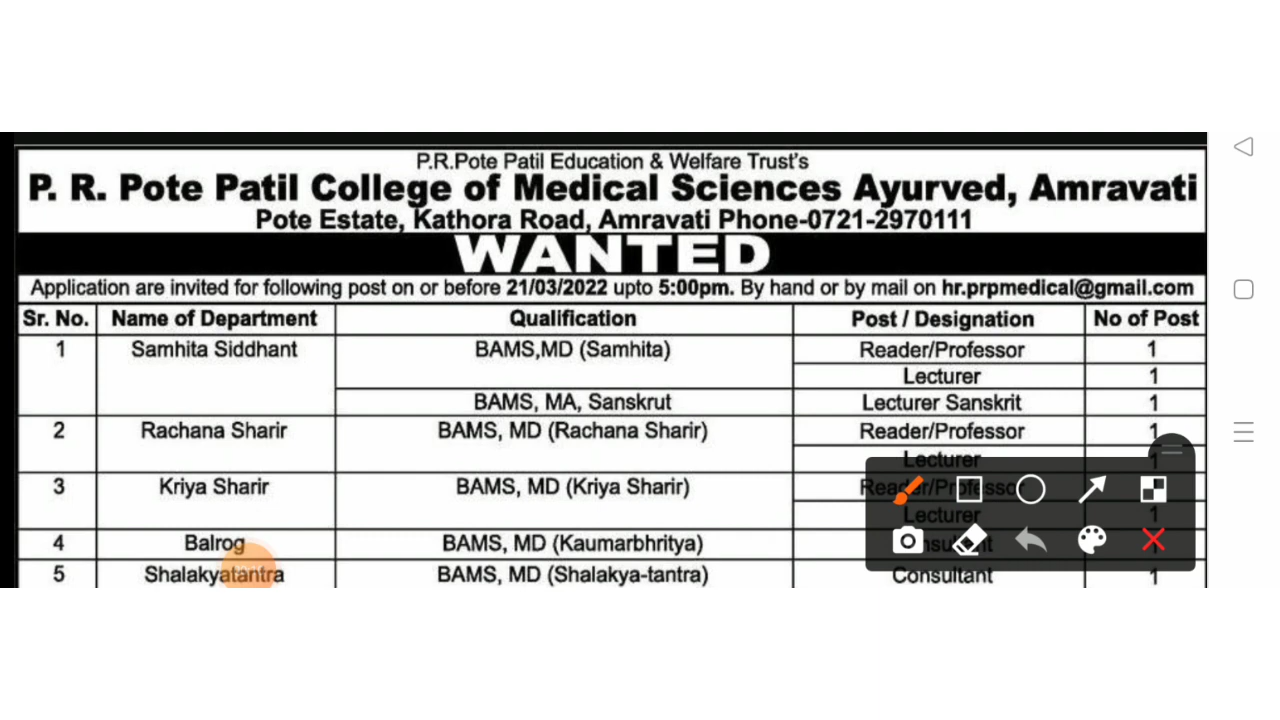 P.R.Pote Patil Education & Welfare Trust's
P. R. Pote Patil College of Medical Sciences Ayurved, Amravati
Pote Estate, Kathora Road, Amravati Phone-0721-2970111
WANTED
Application are invited for following post on or before 21/03/2022 upto 5:00pm. By hand or by mail on hr.prpmedical@gmail.com
Sr. No. Name of Department Qualification Post / Designation No of Post
1 Samhita Siddhant BAMS,MD (Samhita) Reader/Professor 1
Lecturer 1
BAMS, MA, Sanskrut Lecturer Sanskrit 1
2 Rachana Sharir BAMS, MD (Rachana Sharir) Reader/Professor 1
Lecturer 1
3 Kriya Sharir BAMS, MD (Kriya Sharir) Reader/Professor
Lecturer 1
4 Balrog BAMS, MD (Kaumarbhritya)
5 Shalakyatantra BAMS, MD (Shalakya-tantra) Consultant 1